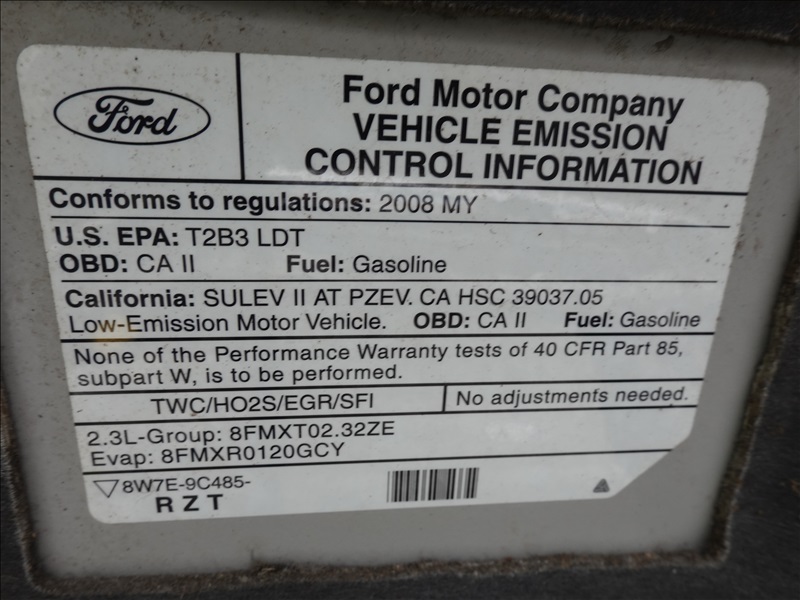 Ford
Ford Motor Company
VEHICLE EMISSION
CONTROL INFORMATION
Conforms to regulations: 2008 MY
U.S. EPA: T2B3 LDT
OBD: CA II Fuel: Gasoline
California: SULEV II AT PZEV. CA HSC 39037.05
Low-Emission Motor Vehicle. OBD: CA II Fuel: Gasoline
None of the Performance Warranty tests of 40 CFR Part 85,
subpart W, is to be performed.
TWC/HO2S/EGR/SFI No adjustments needed.
2.3L-Group: 8FMXT02.32ZE
Evap: 8FMXR0120GCY
8W7E-9C485-
R Z T